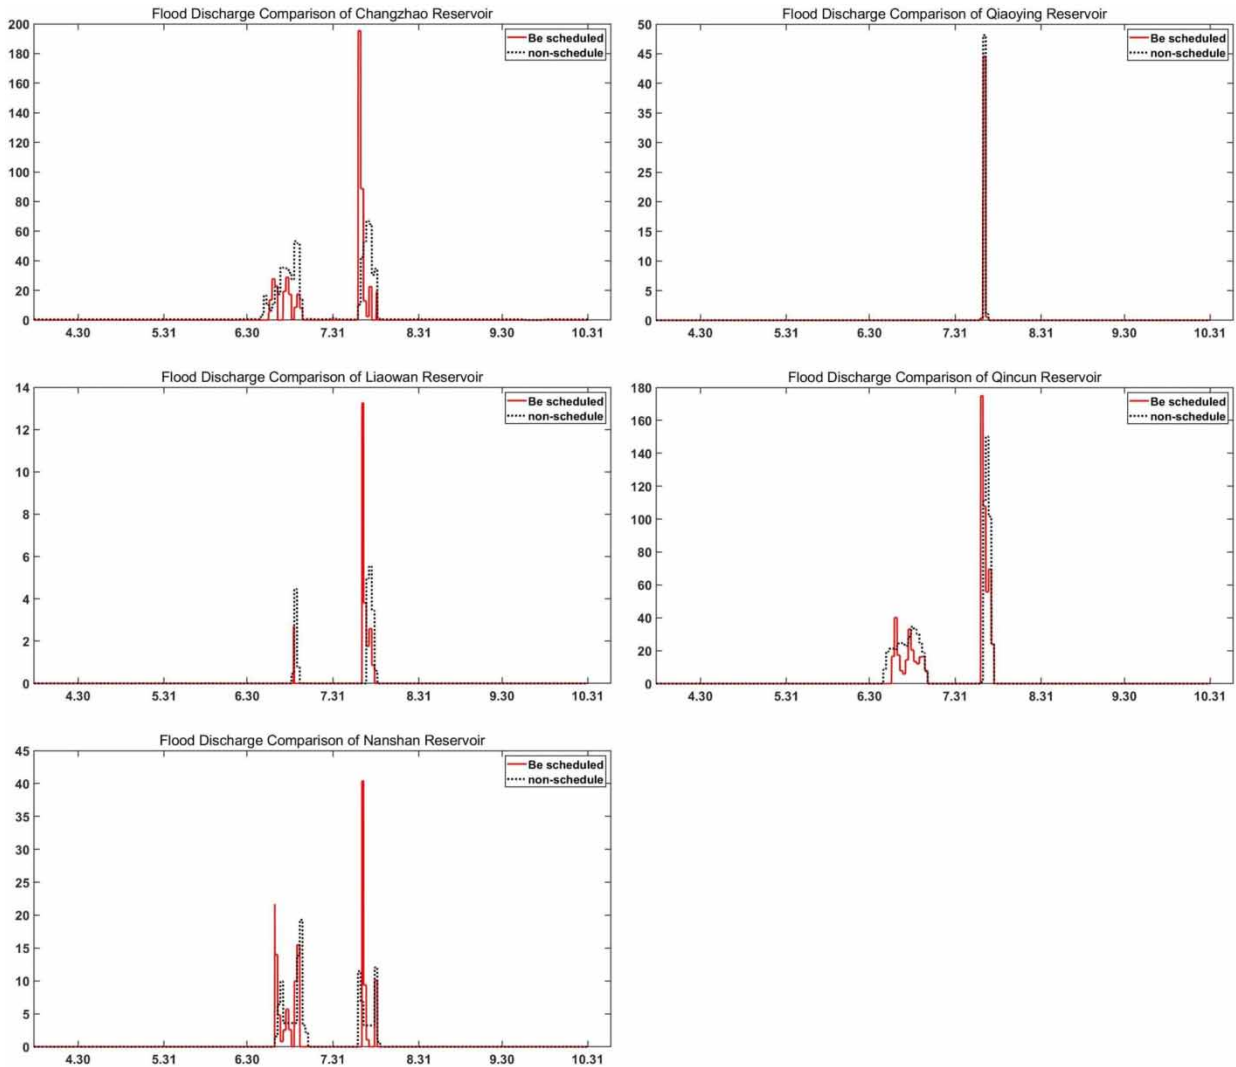 Flood Discharge Comparison of Changzhao Reservoir
200
180
160
140
120
100
80
60
40
20
0
Be scheduled
non-schedule
4.30 5.31 6.30 7.31 8.31 9.30 10.31
Flood Discharge Comparison of Qiaoying Reservoir
50
45
40
35
30
25
20
15
10
5
0
Be scheduled
non-schedule
4.30 5.31 6.30 7.31 8.31 9.30 10.31
Flood Discharge Comparison of Liaowan Reservoir
14
12
10
8
6
4
2
0
Be scheduled
non-schedule
4.30 5.31 6.30 7.31 8.31 9.30 10.31
Flood Discharge Comparison of Qincun Reservoir
180
160
140
120
100
80
60
40
20
0
Be scheduled
non-schedule
4.30 5.31 6.30 7.31 8.31 9.30 10.31
Flood Discharge Comparison of Nanshan Reservoir
45
40
35
30
25
20
15
10
5
0
Be scheduled
non-schedule
4.30 5.31 6.30 7.31 8.31 9.30 10.31